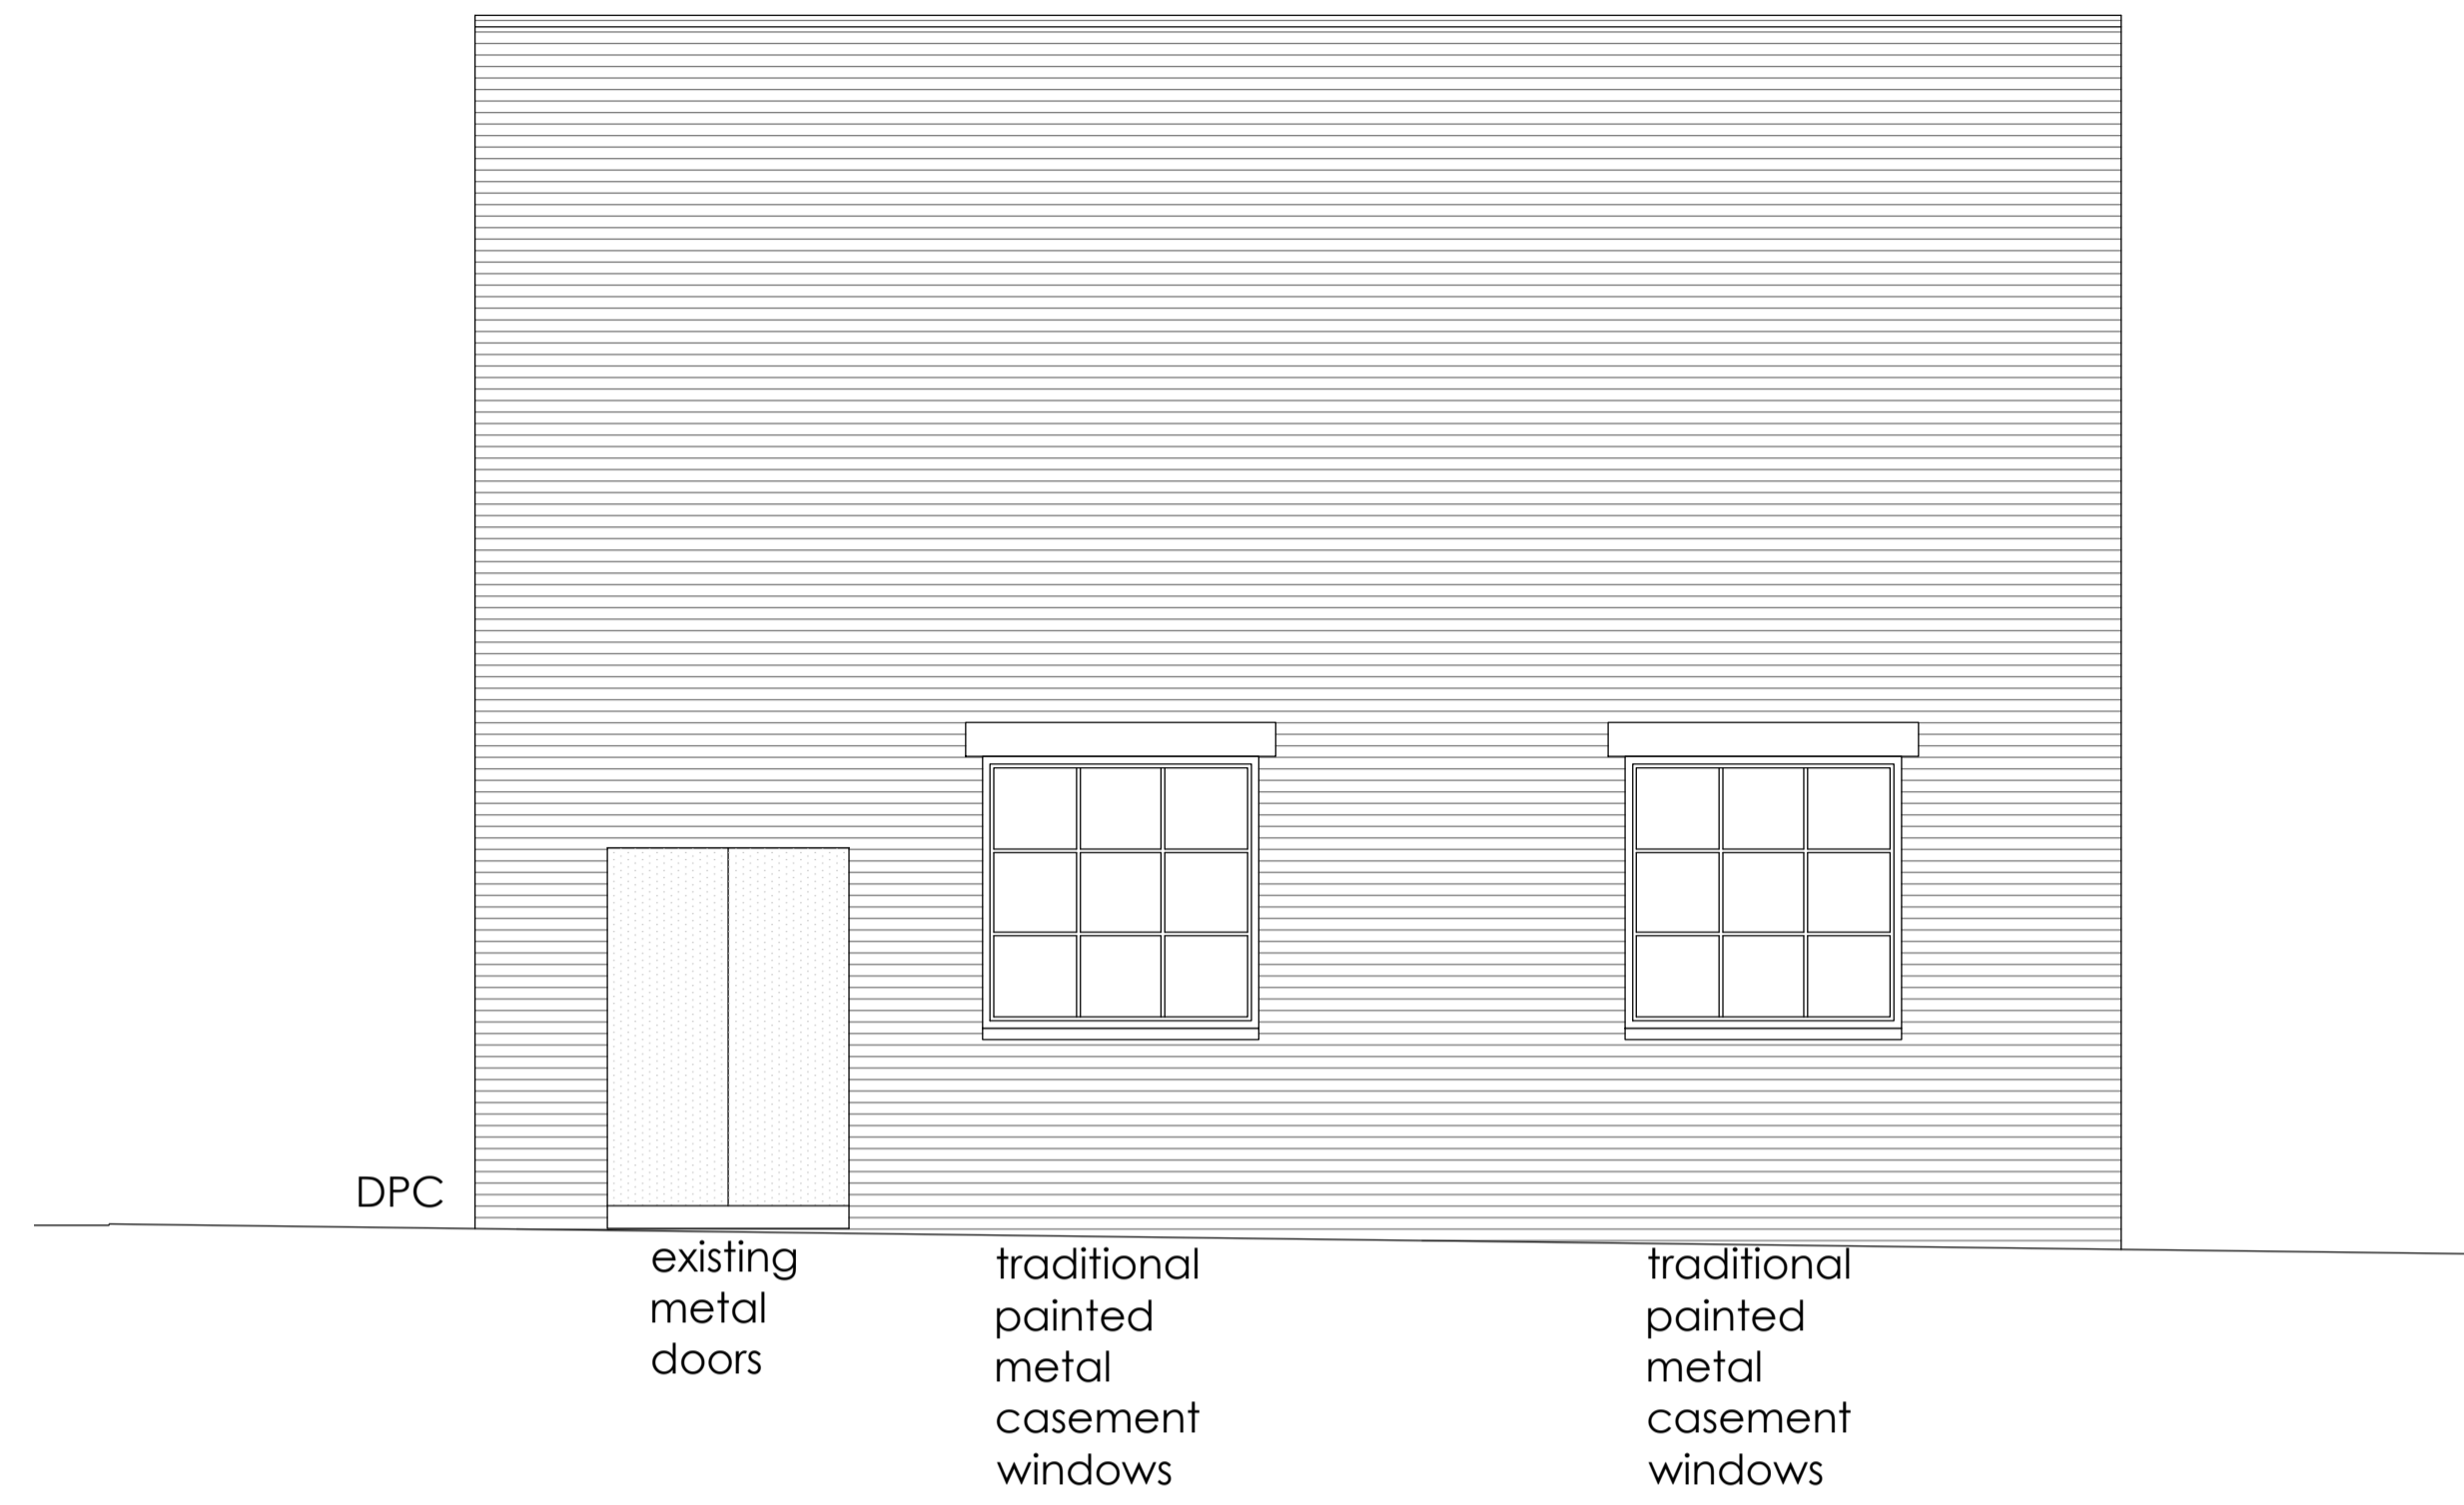 DPC
existing
metal
doors
traditional
painted
metal
casement
windows
traditional
painted
metal
casement
windows